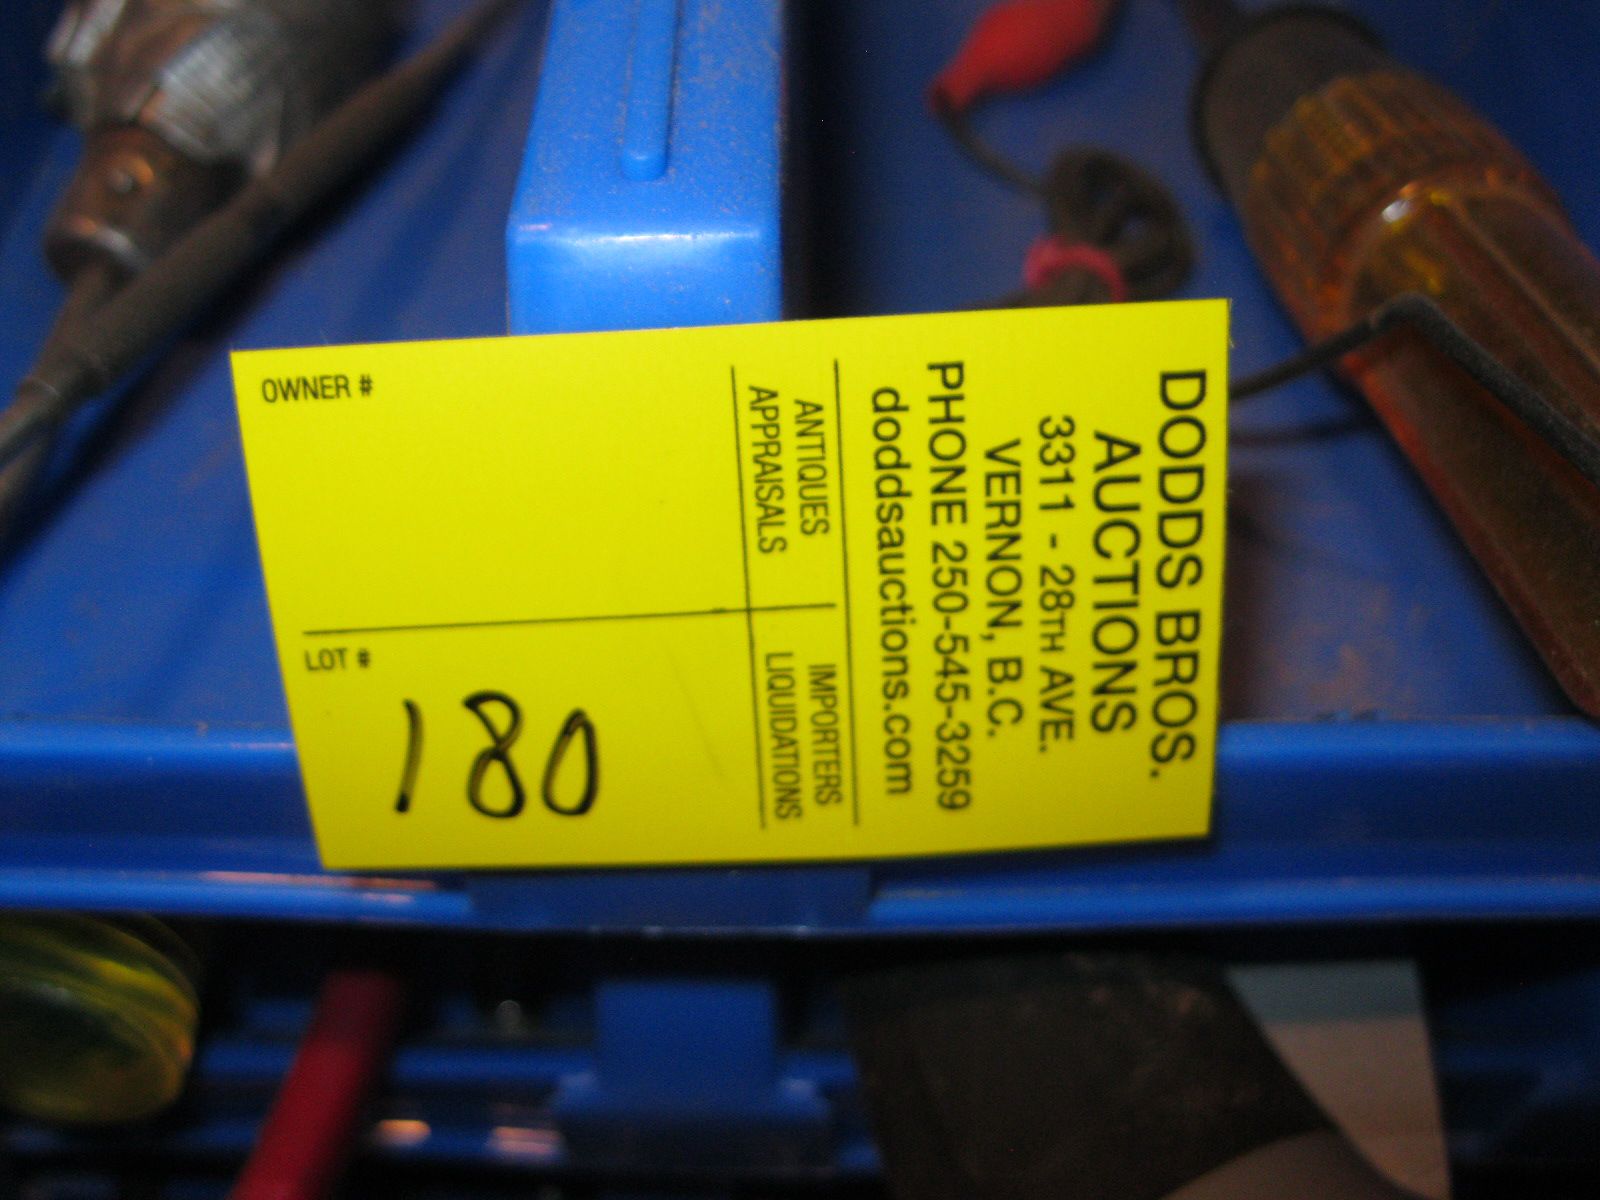 DODDS BROS.
AUCTIONS
3311 - 28TH AVE.
VERNON, B.C.
PHONE 250-545-3259
doddsauctions.com
ANTIQUES
APPRAISALS
IMPORTERS
LIQUIDATIONS
OWNER #
LOT #
180